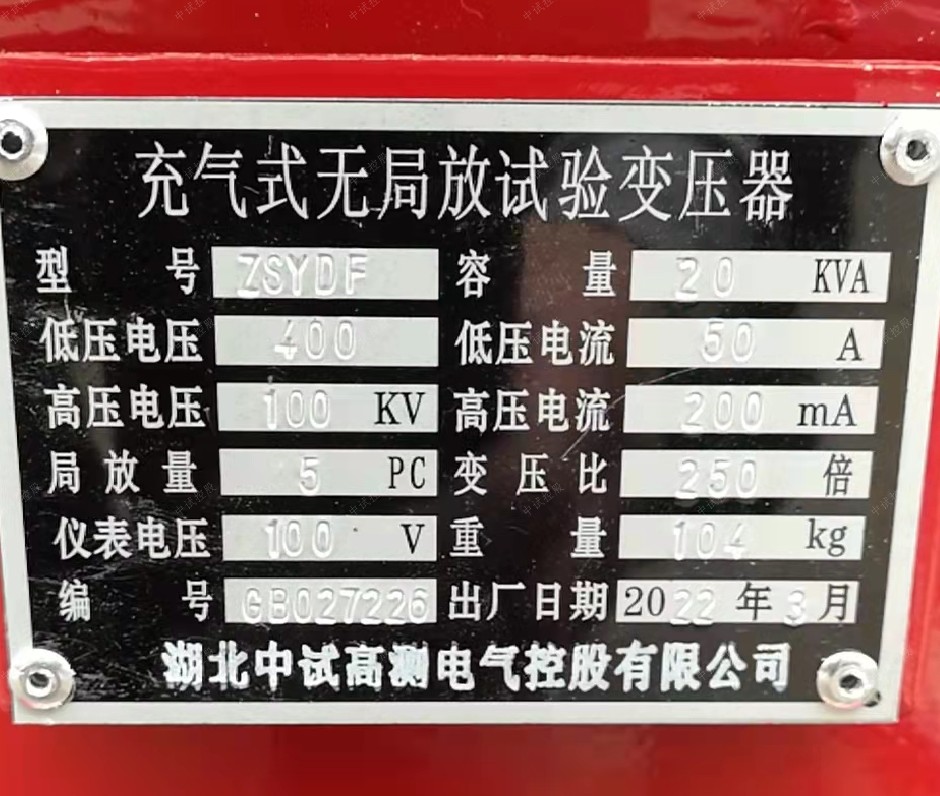 充气式无局放试验变压器
型号 ZSYDF 容量 20 KVA
低压电压 400 低压电流 50 A
高压电压 100 KV 高压电流 200 mA
局放量 5 PC 变压比 250 倍
仪表电压 100 V 重量 104 kg
编号 GB027226 出厂日期 2022年3月
湖北中试高测电气控股有限公司